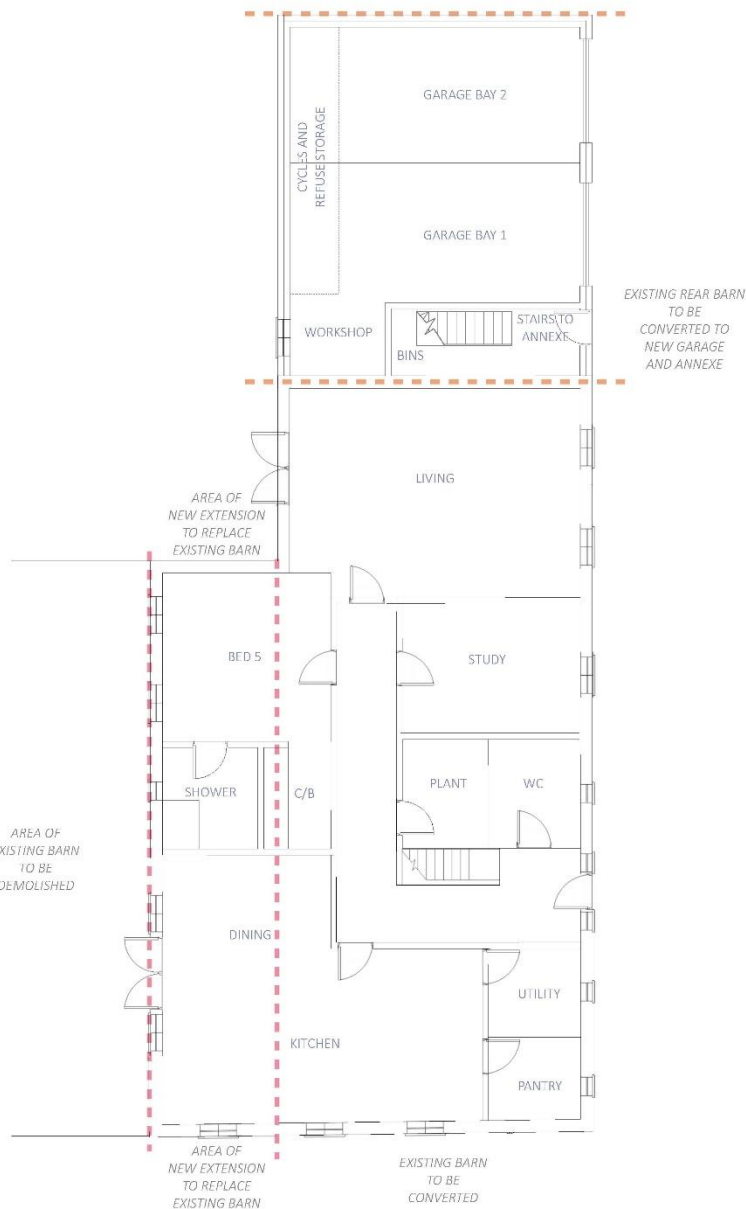 GARAGE BAY 2
CYCLES AND
REFUSE STORAGE
GARAGE BAY 1
EXISTING REAR BARN
TO BE
CONVERTED TO
NEW GARAGE
AND ANNEXE
STAIRS TO
ANNEXE
WORKSHOP
BINS
LIVING
AREA OF
NEW EXTENSION
TO REPLACE
EXISTING BARN
BED 5
STUDY
SHOWER
C/B
PLANT
WC
AREA OF
EXISTING BARN
TO BE
DEMOLISHED
DINING
UTILITY
KITCHEN
PANTRY
AREA OF
NEW EXTENSION
TO REPLACE
EXISTING BARN
EXISTING BARN
TO BE
CONVERTED